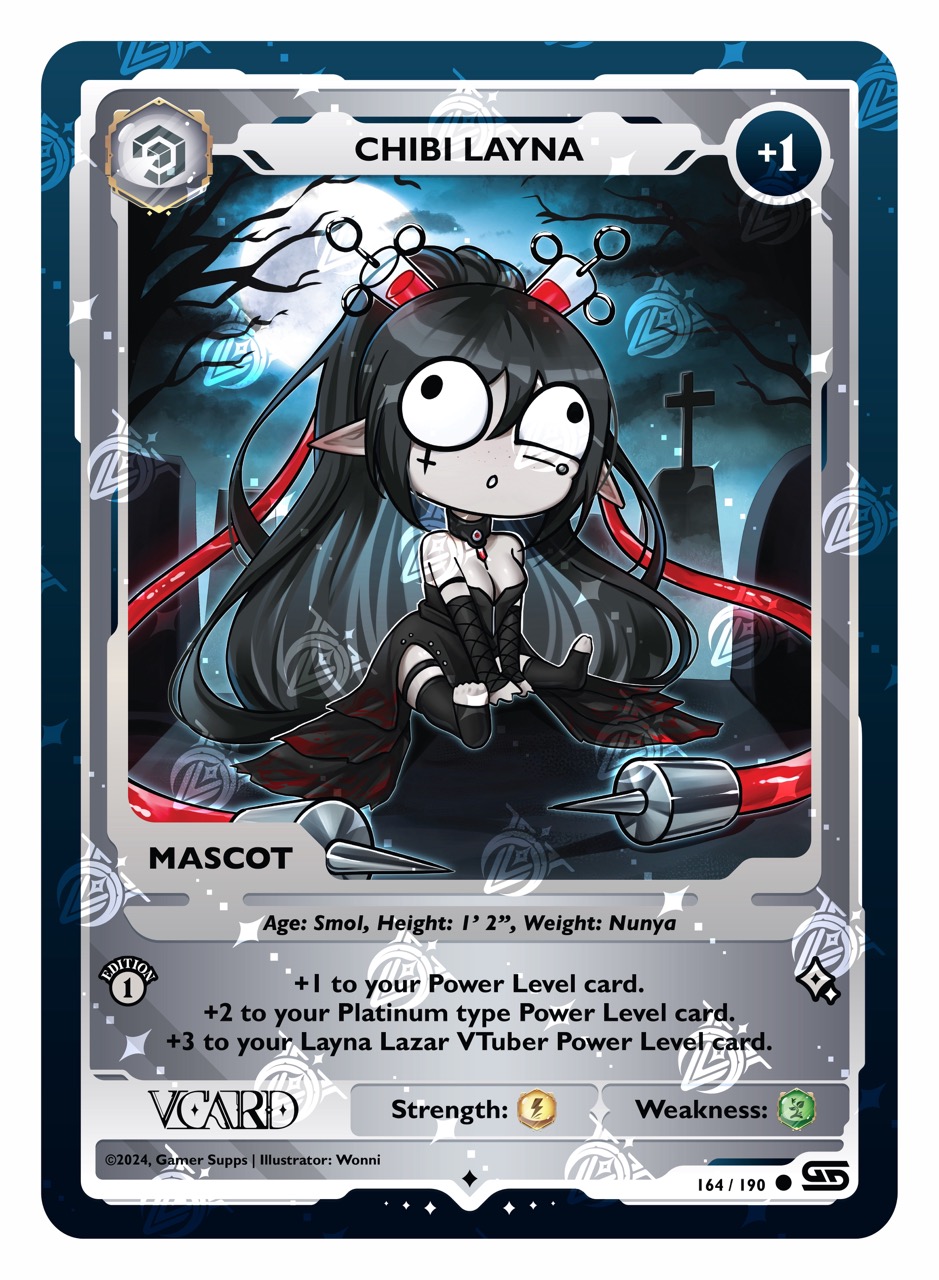 CHIBI LAYNA
+1
MASCOT
Age: Smol, Height: 1’ 2”, Weight: Nunya
EDITION
1
+1 to your Power Level card.
+2 to your Platinum type Power Level card.
+3 to your Layna Lazar VTuber Power Level card.
VCARD
Strength:
Weakness:
©2024, Gamer Supps | Illustrator: Wonni
164 / 190
GG